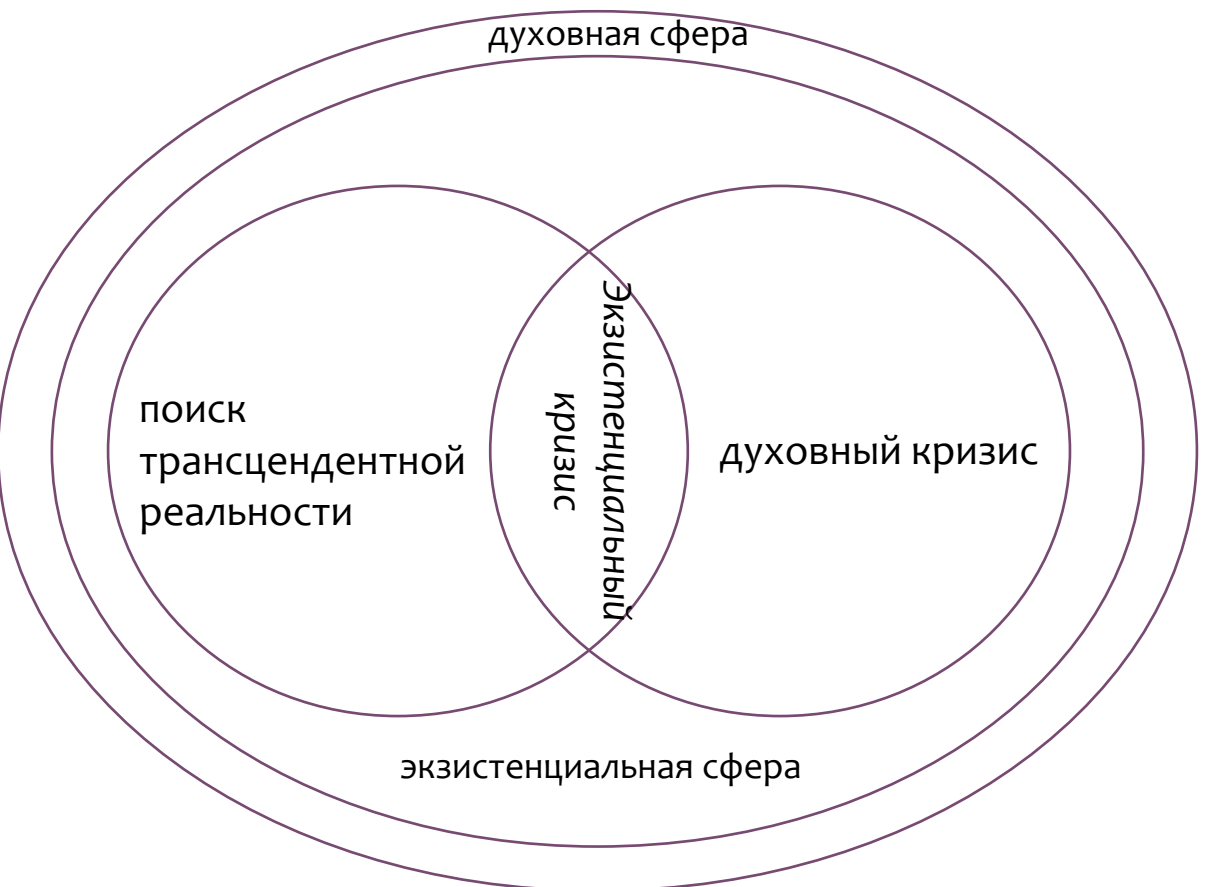 духовная сфера
поиск
трансцендентной
реальности
Экзистенциальный
кризис
духовный кризис
экзистенциальная сфера